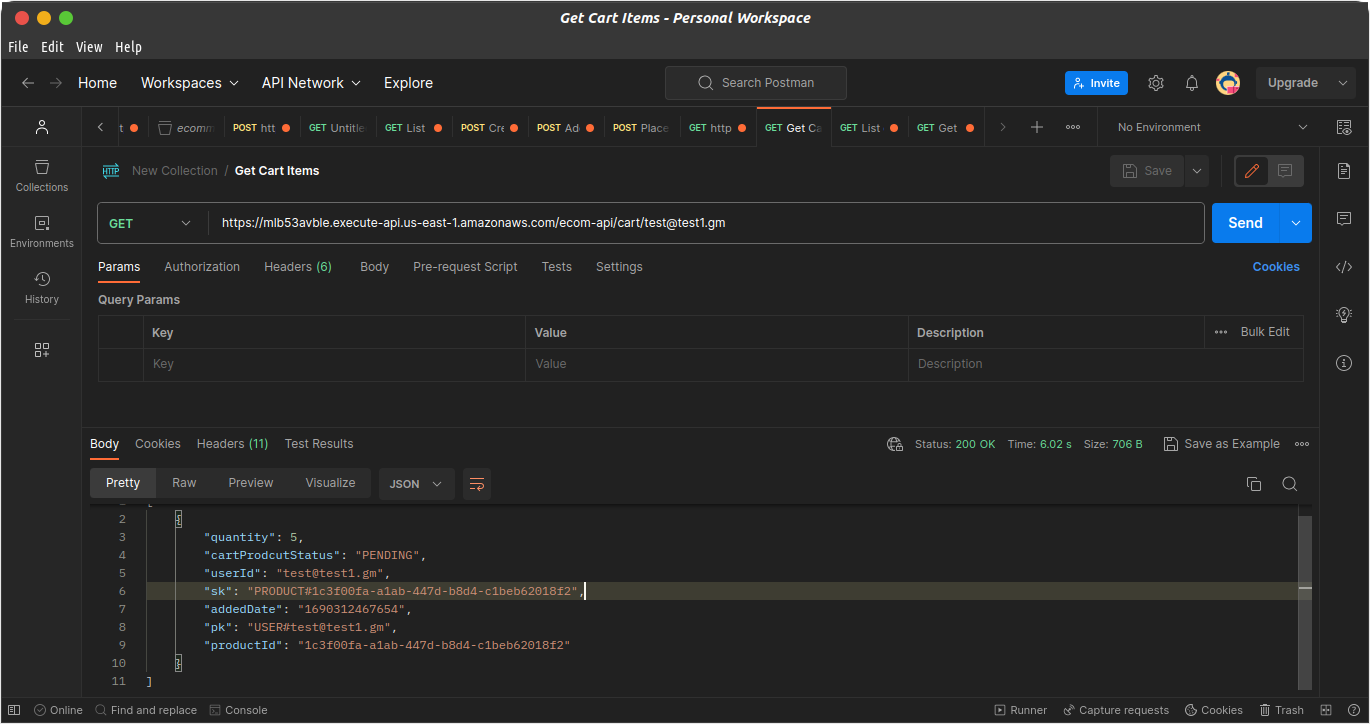 Get Cart Items - Personal Workspace
File Edit View Help
Home Workspaces API Network Explore Search Postman Invite Upgrade
t ecomm POST htt GET Untitle GET List POST Cre POST Ad POST Place GET http GET Get Ca GET List GET Get No Environment
HTTP New Collection / Get Cart Items Save
Collections
Environments
History
GET https://mlb53avble.execute-api.us-east-1.amazonaws.com/ecom-api/cart/test@test1.gm Send
Params Authorization Headers (6) Body Pre-request Script Tests Settings Cookies
Query Params
Key Value Description Bulk Edit
Key Value Description
Body Cookies Headers (11) Test Results Status: 200 OK Time: 6.02 s Size: 706 B Save as Example
Pretty Raw Preview Visualize JSON
2 {
3 "quantity": 5,
4 "cartProdcutStatus": "PENDING",
5 "userId": "test@test1.gm",
6 "sk": "PRODUCT#1c3f00fa-a1ab-447d-b8d4-c1beb62018f2",
7 "addedDate": "1690312467654",
8 "pk": "USER#test@test1.gm",
9 "productId": "1c3f00fa-a1ab-447d-b8d4-c1beb62018f2"
10 }
11 ]
Online Find and replace Console Runner Capture requests Cookies Trash